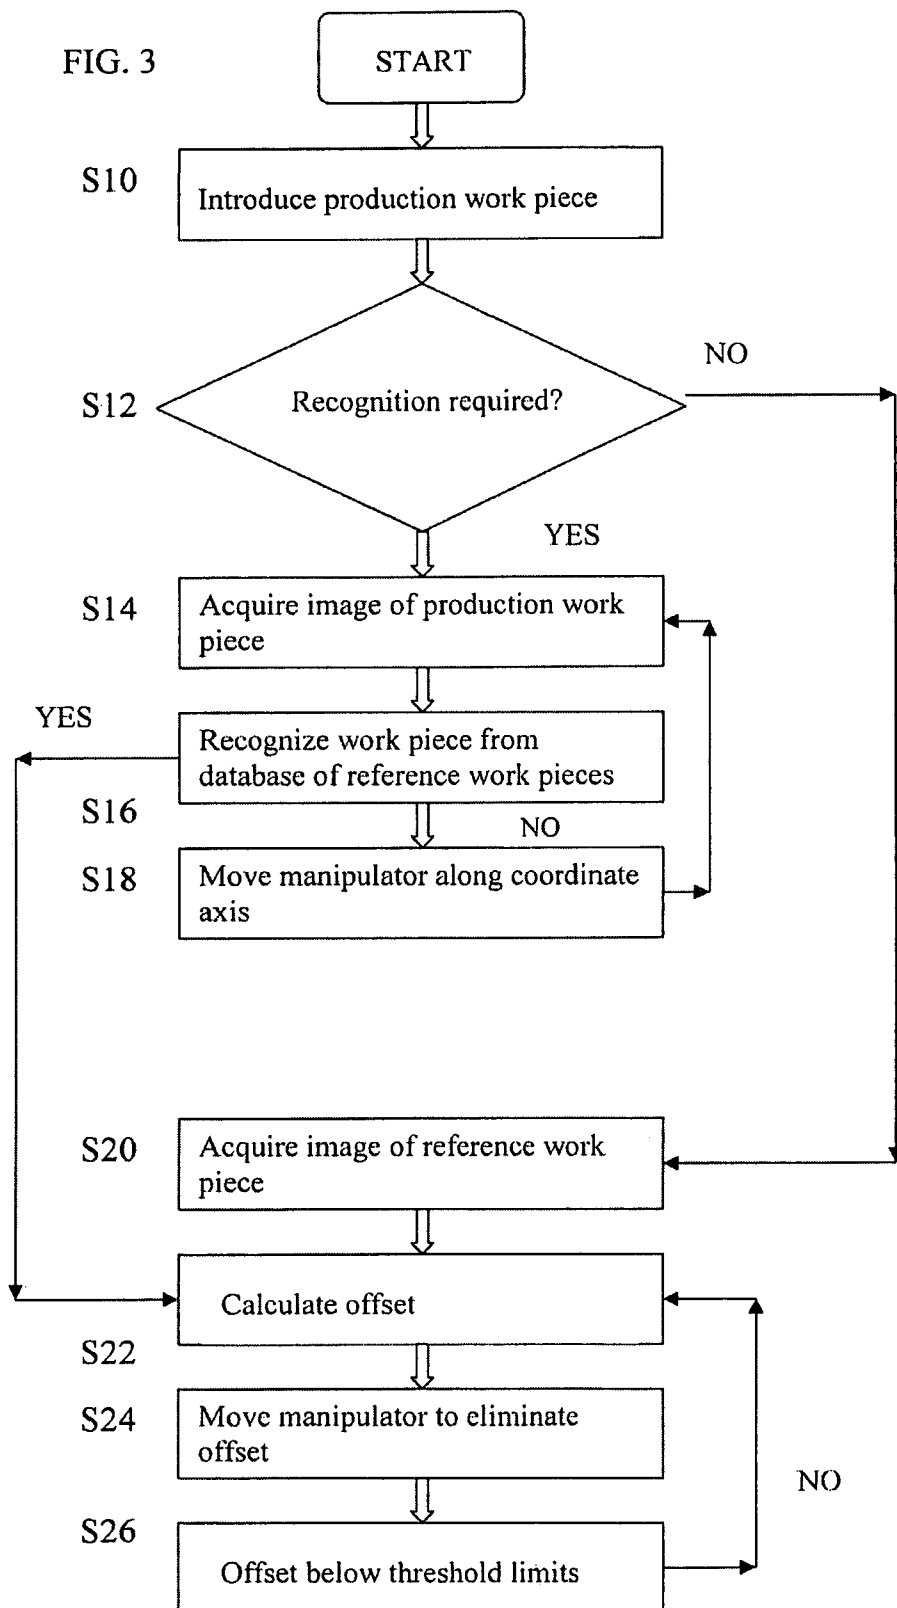 FIG. 3
START
S10
Introduce production work piece
NO
S12
Recognition required?
YES
S14
Acquire image of production work
piece
YES
Recognize work piece from
database of reference work pieces
S16
NO
S18
Move manipulator along coordinate
axis
S20
Acquire image of reference work
piece
Calculate offset
S22
S24
Move manipulator to eliminate
offset
NO
S26
Offset below threshold limits